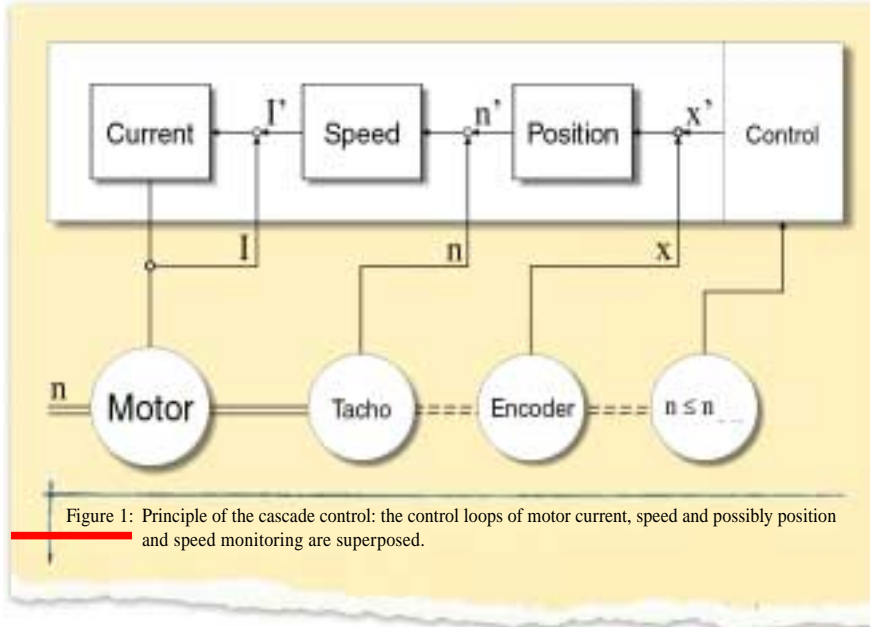 Current
I'
Speed
n'
Position
x'
Control
I
n
x
n
Motor
Tacho
Encoder
n ≤ n
Figure 1: Principle of the cascade control: the control loops of motor current, speed and possibly position
and speed monitoring are superposed.